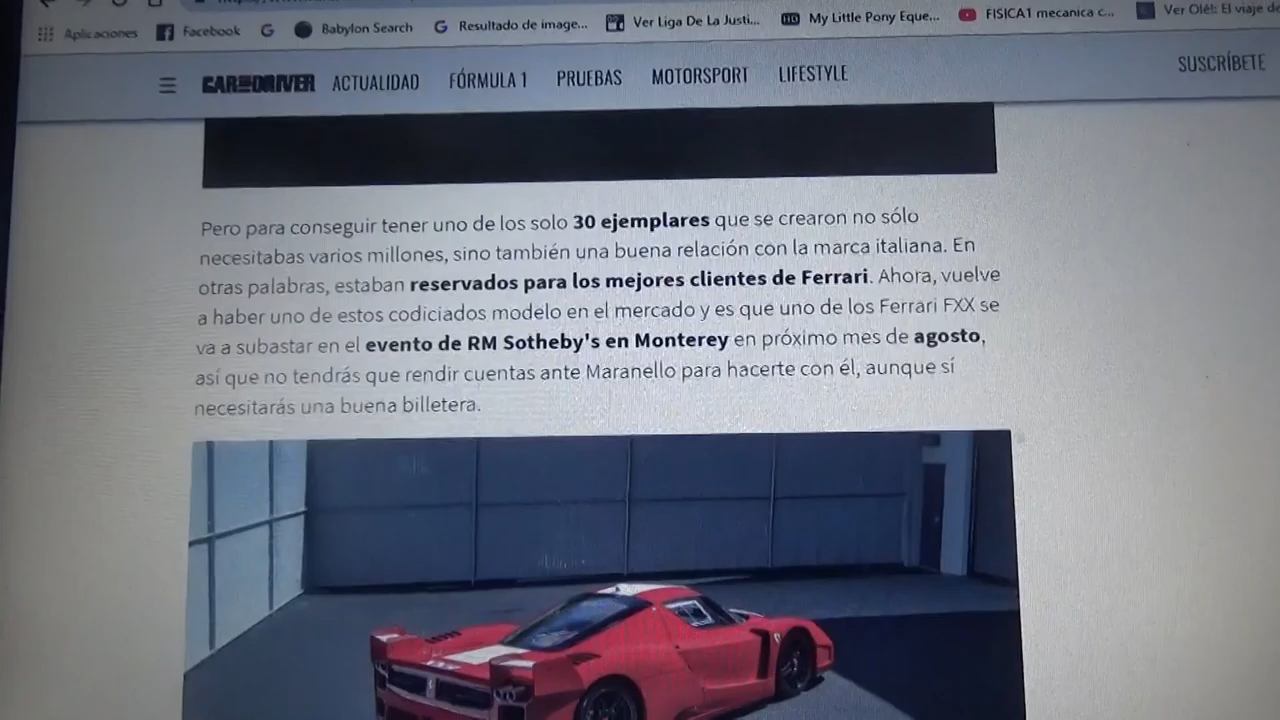 Aplicaciones Facebook Babylon Search Resultado de image... Ver Liga De La Justi... My Little Pony Eque... FISICA1 mecanica c... Ver Olé!: El viaje de
CAR AND DRIVER ACTUALIDAD FÓRMULA 1 PRUEBAS MOTORSPORT LIFESTYLE SUSCRÍBETE
Pero para conseguir tener uno de los solo 30 ejemplares que se crearon no sólo
necesitabas varios millones, sino también una buena relación con la marca italiana. En
otras palabras, estaban reservados para los mejores clientes de Ferrari. Ahora, vuelve
a haber uno de estos codiciados modelo en el mercado y es que uno de los Ferrari FXX se
va a subastar en el evento de RM Sotheby's en Monterey en próximo mes de agosto,
así que no tendrás que rendir cuentas ante Maranello para hacerte con él, aunque sí
necesitarás una buena billetera.